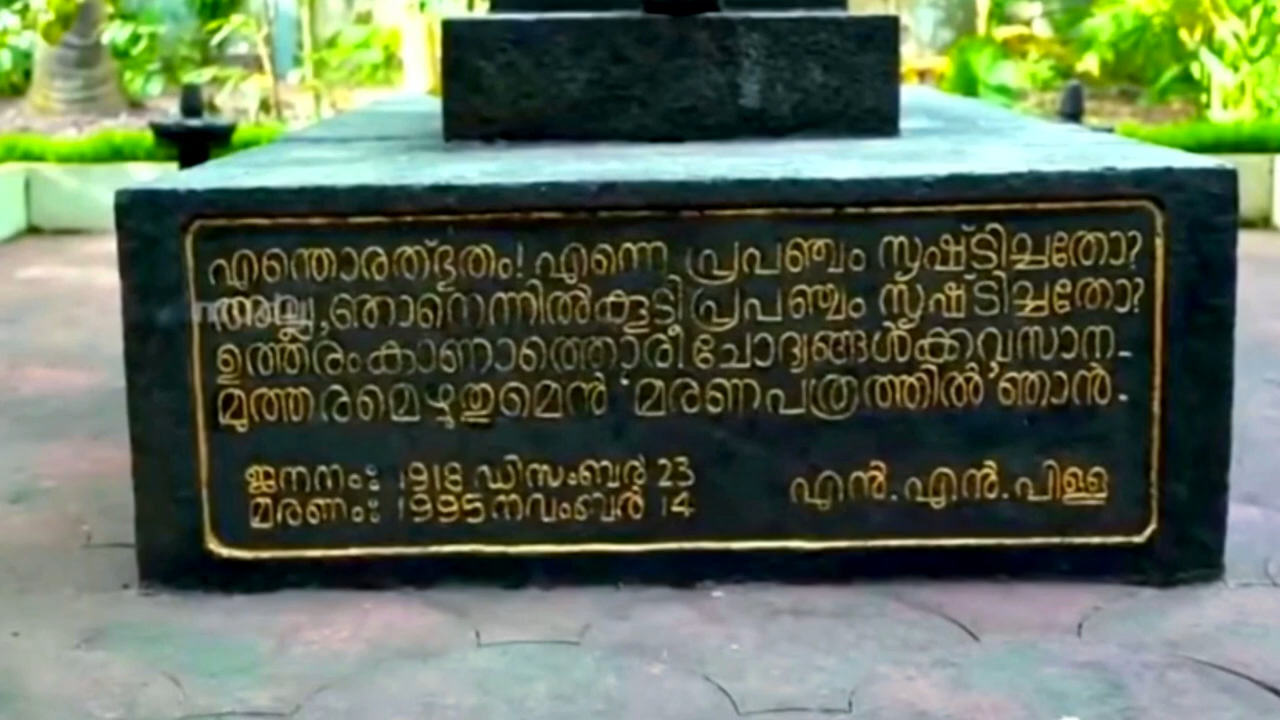 എന്തൊരത്ഭുതം! എന്നെ പ്രപഞ്ചം സൃഷ്ടിച്ചതോ?
അല്ല, ഞാനെന്നിൽക്കൂടി പ്രപഞ്ചം സൃഷ്ടിച്ചതോ?
ഉത്തരം കാണാത്തൊരീ ചോദ്യങ്ങൾക്കവസാന-
മുത്തരമെഴുതുമെൻ മരണപത്രത്തിൽ ഞാൻ.
ജനനം: 1918 ഡിസംബർ 23
മരണം: 1995 നവംബർ 14
എൻ.എൻ.പിള്ള